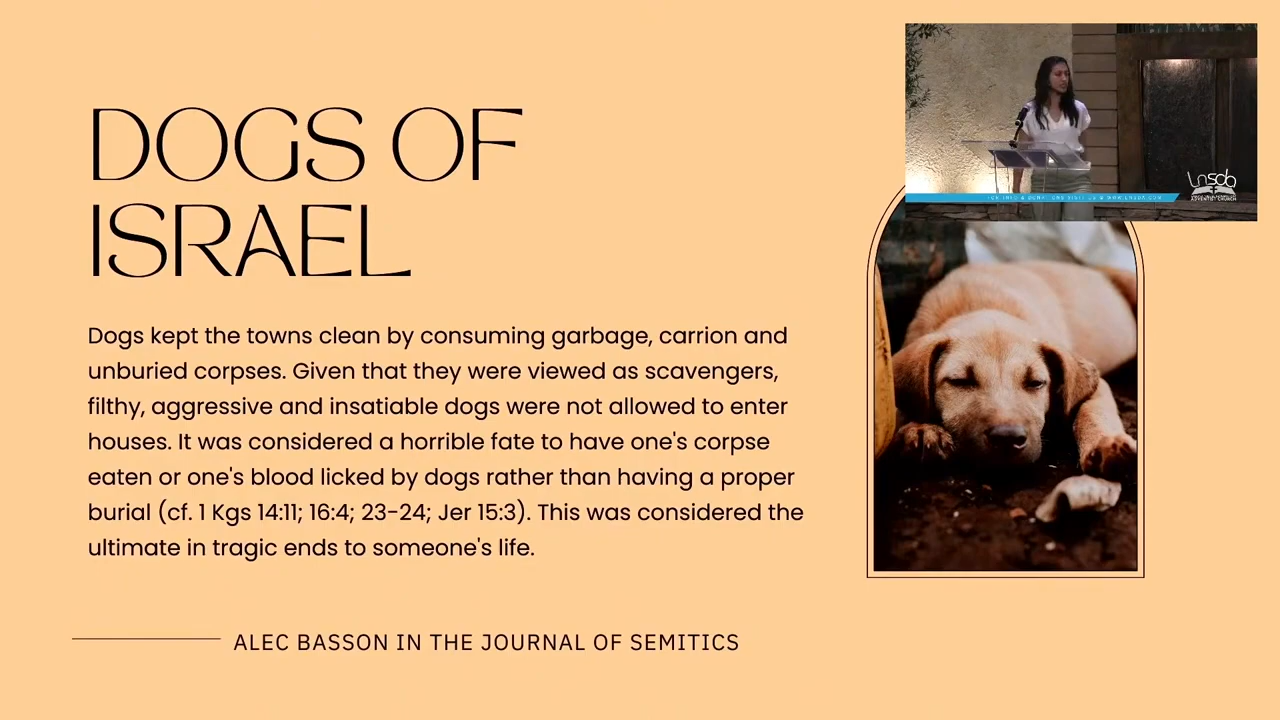 DOGS OF
ISRAEL
Dogs kept the towns clean by consuming garbage, carrion and
unburied corpses. Given that they were viewed as scavengers,
filthy, aggressive and insatiable dogs were not allowed to enter
houses. It was considered a horrible fate to have one's corpse
eaten or one's blood licked by dogs rather than having a proper
burial (cf. 1 Kgs 14:11; 16:4; 23-24; Jer 15:3). This was considered the
ultimate in tragic ends to someone's life.
ALEC BASSON IN THE JOURNAL OF SEMITICS
LNSDA
ADVENTIST CHURCH